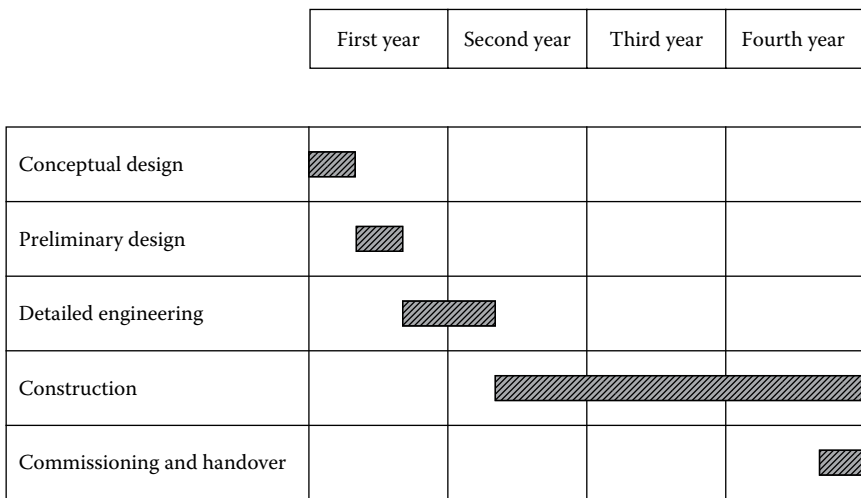 First year
Second year
Third year
Fourth year
Conceptual design
Preliminary design
Detailed engineering
Construction
Commissioning and handover